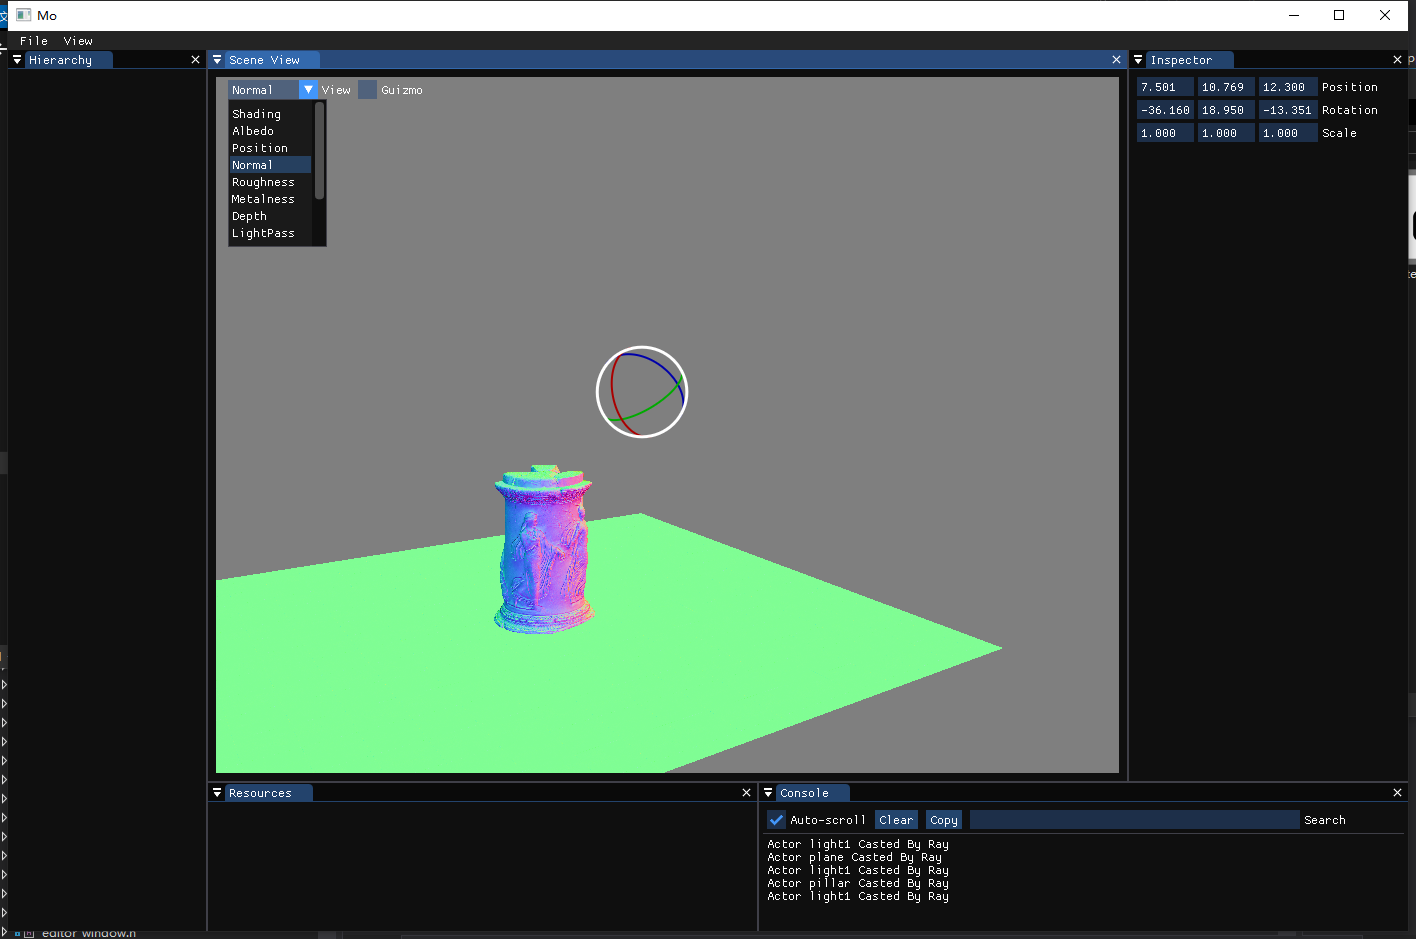 Mo
File View
Hierarchy
Scene View
Inspector
Normal View Guizmo
Shading
Albedo
Position
Normal
Roughness
Metalness
Depth
LightPass
7.501 10.769 12.300 Position
-36.160 18.950 -13.351 Rotation
1.000 1.000 1.000 Scale
Resources
Console
Auto-scroll Clear Copy Search
Actor light1 Casted By Ray
Actor plane Casted By Ray
Actor light1 Casted By Ray
Actor pillar Casted By Ray
Actor light1 Casted By Ray
editor_window.h